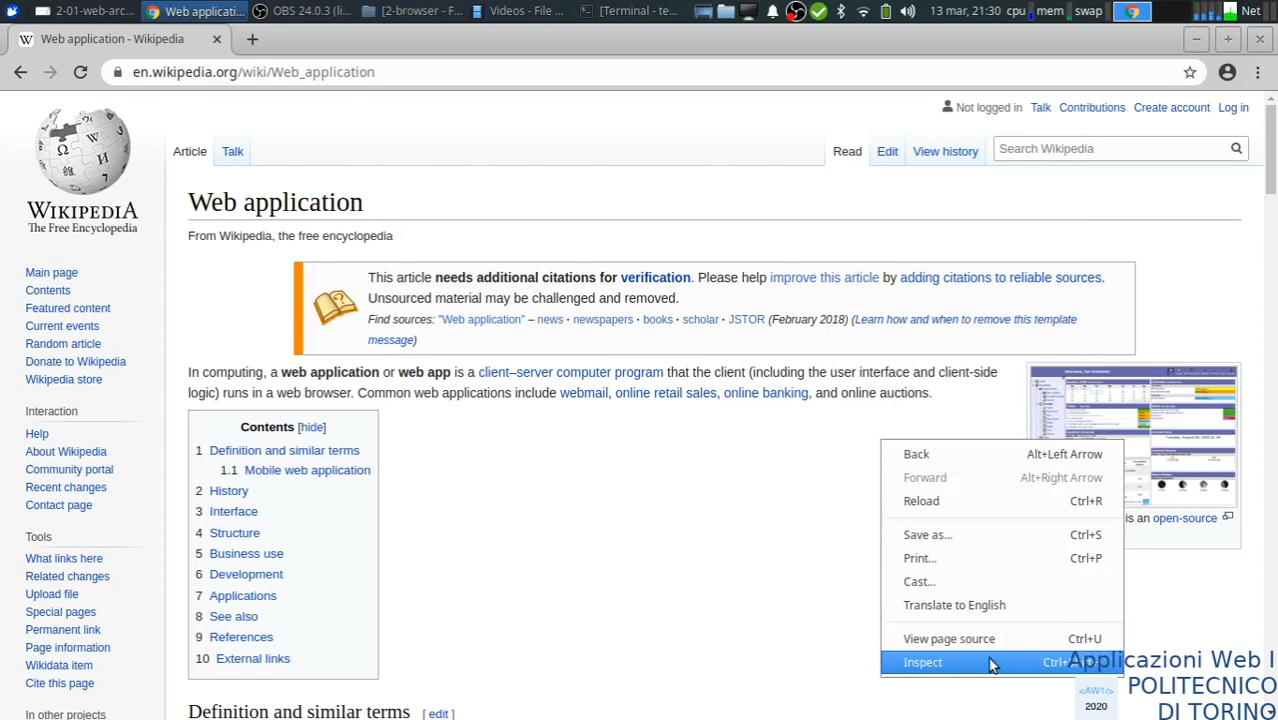 2-01-web-arc...
Web applicati...
OBS 24.0.3 (li...
[2-browser - F...
Videos - File ...
[Terminal - te...
13 mar, 21:30
cpu
mem
swap
Net
Web application - Wikipedia
en.wikipedia.org/wiki/Web_application
Not logged in Talk Contributions Create account Log in
Article Talk
Read Edit View history
Search Wikipedia
WIKIPEDIA
The Free Encyclopedia
Main page
Contents
Featured content
Current events
Random article
Donate to Wikipedia
Wikipedia store
Interaction
Help
About Wikipedia
Community portal
Recent changes
Contact page
Tools
What links here
Related changes
Upload file
Special pages
Permanent link
Page information
Wikidata item
Cite this page
In other projects
Web application
From Wikipedia, the free encyclopedia
This article needs additional citations for verification. Please help improve this article by adding citations to reliable sources.
Unsourced material may be challenged and removed.
Find sources: "Web application" – news · newspapers · books · scholar · JSTOR (February 2018) (Learn how and when to remove this template
message)
In computing, a web application or web app is a client–server computer program that the client (including the user interface and client-side
logic) runs in a web browser. Common web applications include webmail, online retail sales, online banking, and online auctions.
Contents [hide]
1 Definition and similar terms
1.1 Mobile web application
2 History
3 Interface
4 Structure
5 Business use
6 Development
7 Applications
8 See also
9 References
10 External links
Definition and similar terms [ edit ]
is an open-source
Back Alt+Left Arrow
Forward Alt+Right Arrow
Reload Ctrl+R
Save as... Ctrl+S
Print... Ctrl+P
Cast...
Translate to English
View page source Ctrl+U
Inspect
Applicazioni Web I
POLITECNICO
DI TORINO
<AW1/>
2020